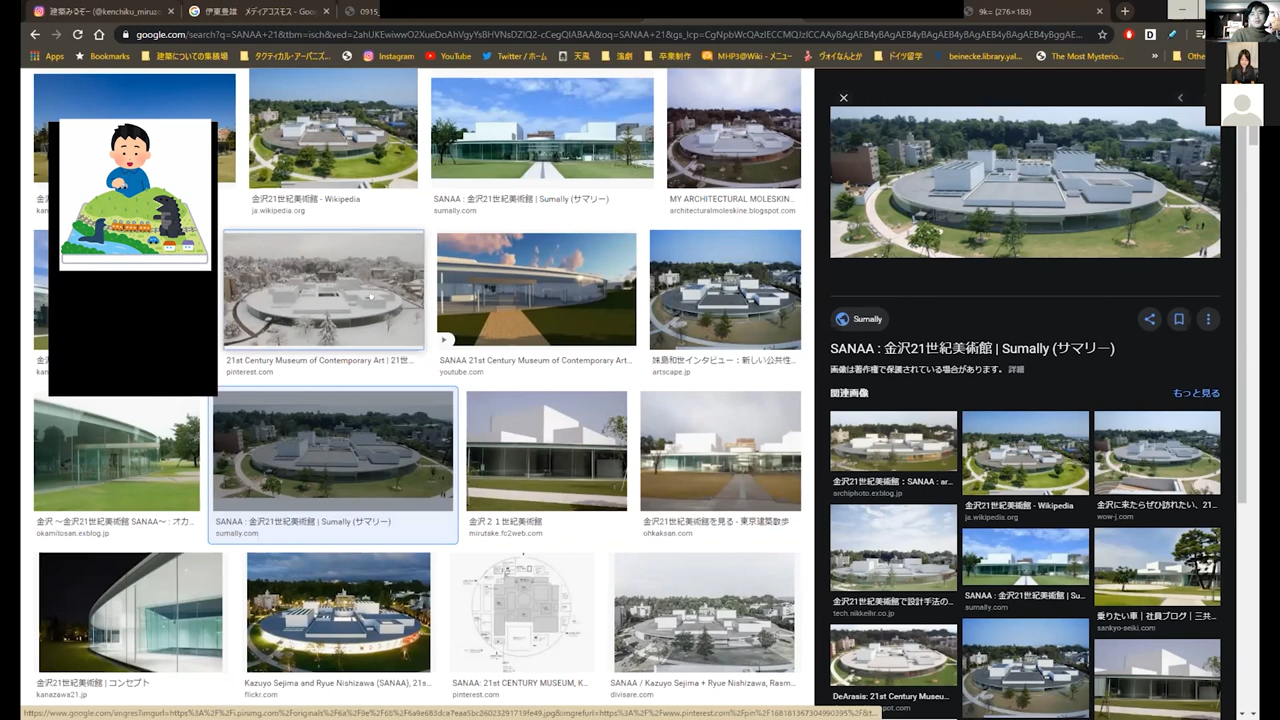 建築みるぞー (@kenchiku_miruzo
伊東豊雄　メディアコスモス - Goo
0915_
9k= (276×183)
google.com/search?q=SANAA+21&tbm=isch&ved=2ahUKEwiwwO2XueDoAhVgyYsBHVNsDZIQ2-cCegQIABAA&oq=SANAA+21&gs_lcp=
Apps
Bookmarks
建築についての集積場
タクティカル・アーバニズ...
Instagram
YouTube
Twitter / ホーム
天風
演劇
卒業制作
MHP3@Wiki - メニュー
ヴォイなんとか
ドイツ留学
beinecke.library.yal...
The Most Mysterio...
»
Othe
kan
金沢21世紀美術館 - Wikipedia
ja.wikipedia.org
SANAA : 金沢21世紀美術館 | Sumally (サマリー)
sumally.com
MY ARCHITECTURAL MOLESKIN...
architecturalmoleskine.blogspot.com
金沢
kan
21st Century Museum of Contemporary Art | 21世...
pinterest.com
SANAA 21st Century Museum of Contemporary Art...
youtube.com
妹島和世インタビュー：新しい公共性...
artscape.jp
金沢 ～金沢21世紀美術館 SANAA～ : オカ...
okamitosan.exblog.jp
SANAA : 金沢21世紀美術館 | Sumally (サマリー)
sumally.com
金沢２１世紀美術館
mirutake.fc2web.com
金沢21世紀美術館を見る - 東京建築散歩
ohkaksan.com
金沢21世紀美術館 | コンセプト
kanazawa21.jp
Kazuyo Sejima and Ryue Nishizawa (SANAA), 21s...
flickr.com
SANAA: 21st CENTURY MUSEUM, K...
pinterest.com
SANAA / Kazuyo Sejima + Ryue Nishizawa, Rasm...
divisare.com
Sumally
SANAA : 金沢21世紀美術館 | Sumally (サマリー)
画像は著作権で保護されている場合があります。 詳細
関連画像
もっと見る
金沢21世紀美術館：SANAA : ar...
archiphoto.exblog.jp
金沢21世紀美術館 - Wikipedia
ja.wikipedia.org
金沢に来たらぜひ訪れたい、21...
wow-j.com
金沢21世紀美術館で設計手法の...
tech.nikkeihr.co.jp
SANAA : 金沢21世紀美術館 | Su...
sumally.com
乗りたい車｜社員ブログ｜三共...
sankyo-seiki.com
DeArasis: 21st Century Museu...
spot.com